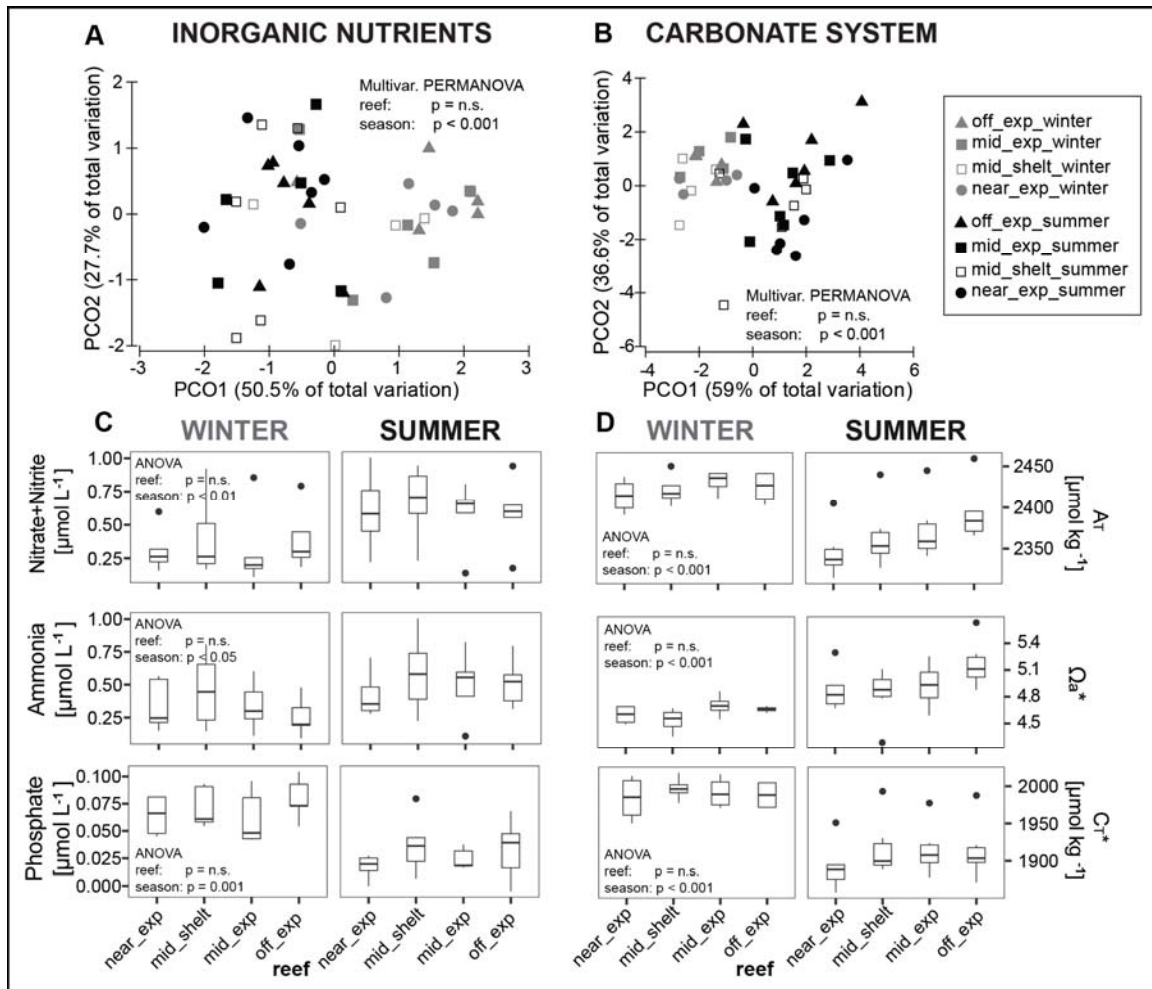 A INORGANIC NUTRIENTS
Multivar. PERMANOVA
reef: p = n.s.
season: p < 0.001
PCO2 (27.7% of total variation)
2
1
0
-1
-2
-2 -1 0 1 2 3
PCO1 (50.5% of total variation)
B CARBONATE SYSTEM
PCO2 (36.6% of total variation)
4
2
0
-2
-4
-6
Multivar. PERMANOVA
reef: p = n.s.
season: p < 0.001
-4 -2 0 2 4 6
PCO1 (59% of total variation)
off_exp_winter
mid_exp_winter
mid_shelt_winter
near_exp_winter
off_exp_summer
mid_exp_summer
mid_shelt_summer
near_exp_summer
C WINTER SUMMER
Nitrate+Nitrite
[µmol L-1]
1.00
0.75
0.50
0.25
ANOVA
reef: p = n.s.
season: p < 0.01
Ammonia
[µmol L-1]
1.00
0.75
0.50
0.25
ANOVA
reef: p = n.s.
season: p < 0.05
Phosphate
[µmol L-1]
0.100
0.075
0.050
0.025
0.000
ANOVA
reef: p = n.s.
season: p = 0.001
near_exp mid_shelt mid_exp off_exp near_exp mid_shelt mid_exp off_exp
reef
D WINTER SUMMER
ANOVA
reef: p = n.s.
season: p < 0.001
2450
2400
2350
AT
[µmol kg-1]
ANOVA
reef: p = n.s.
season: p < 0.001
5.4
5.1
4.8
4.5
Ωa*
ANOVA
reef: p = n.s.
season: p < 0.001
2000
1950
1900
CT*
[µmol kg-1]
near_exp mid_shelt mid_exp off_exp near_exp mid_shelt mid_exp off_exp
reef